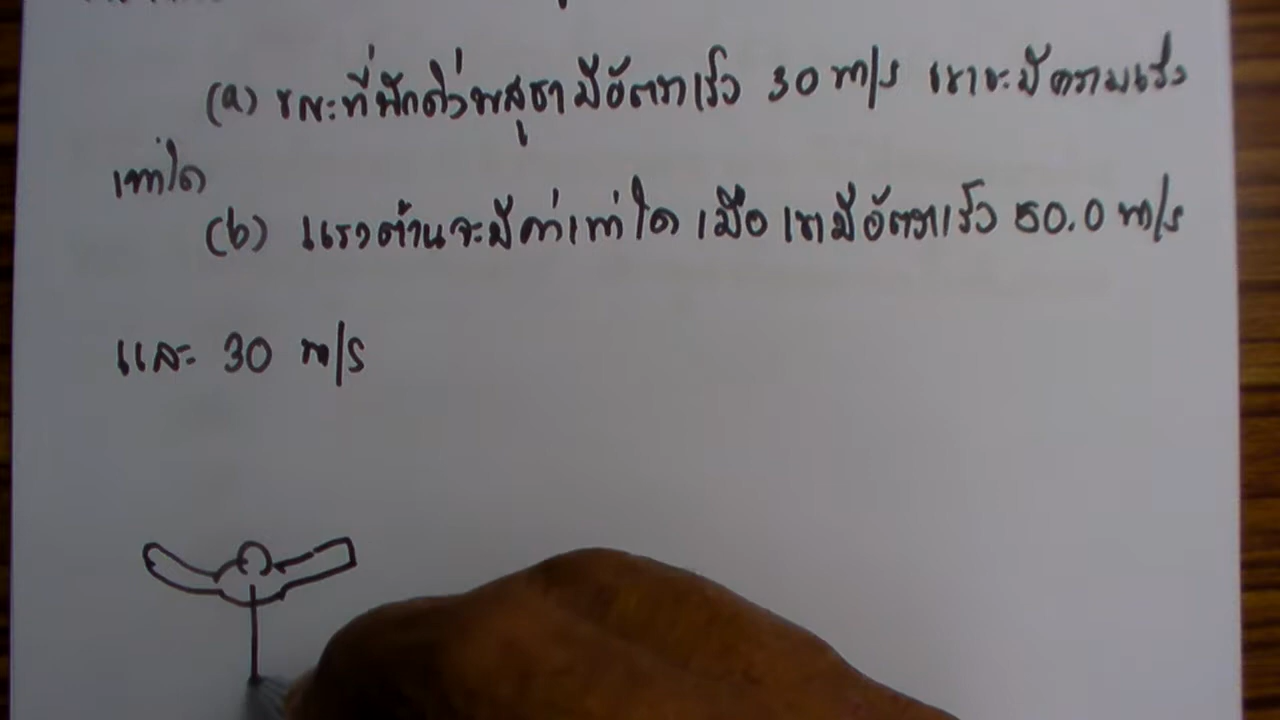 (a) ขณะที่นักดิ่งพสุธามีอัตราเร็ว 30 m/s เขาจะมีความเร่ง
เท่าใด
(b) แรงต้านจะมีค่าเท่าใด เมื่อ เขามีอัตราเร็ว 50.0 m/s
และ 30 m/s